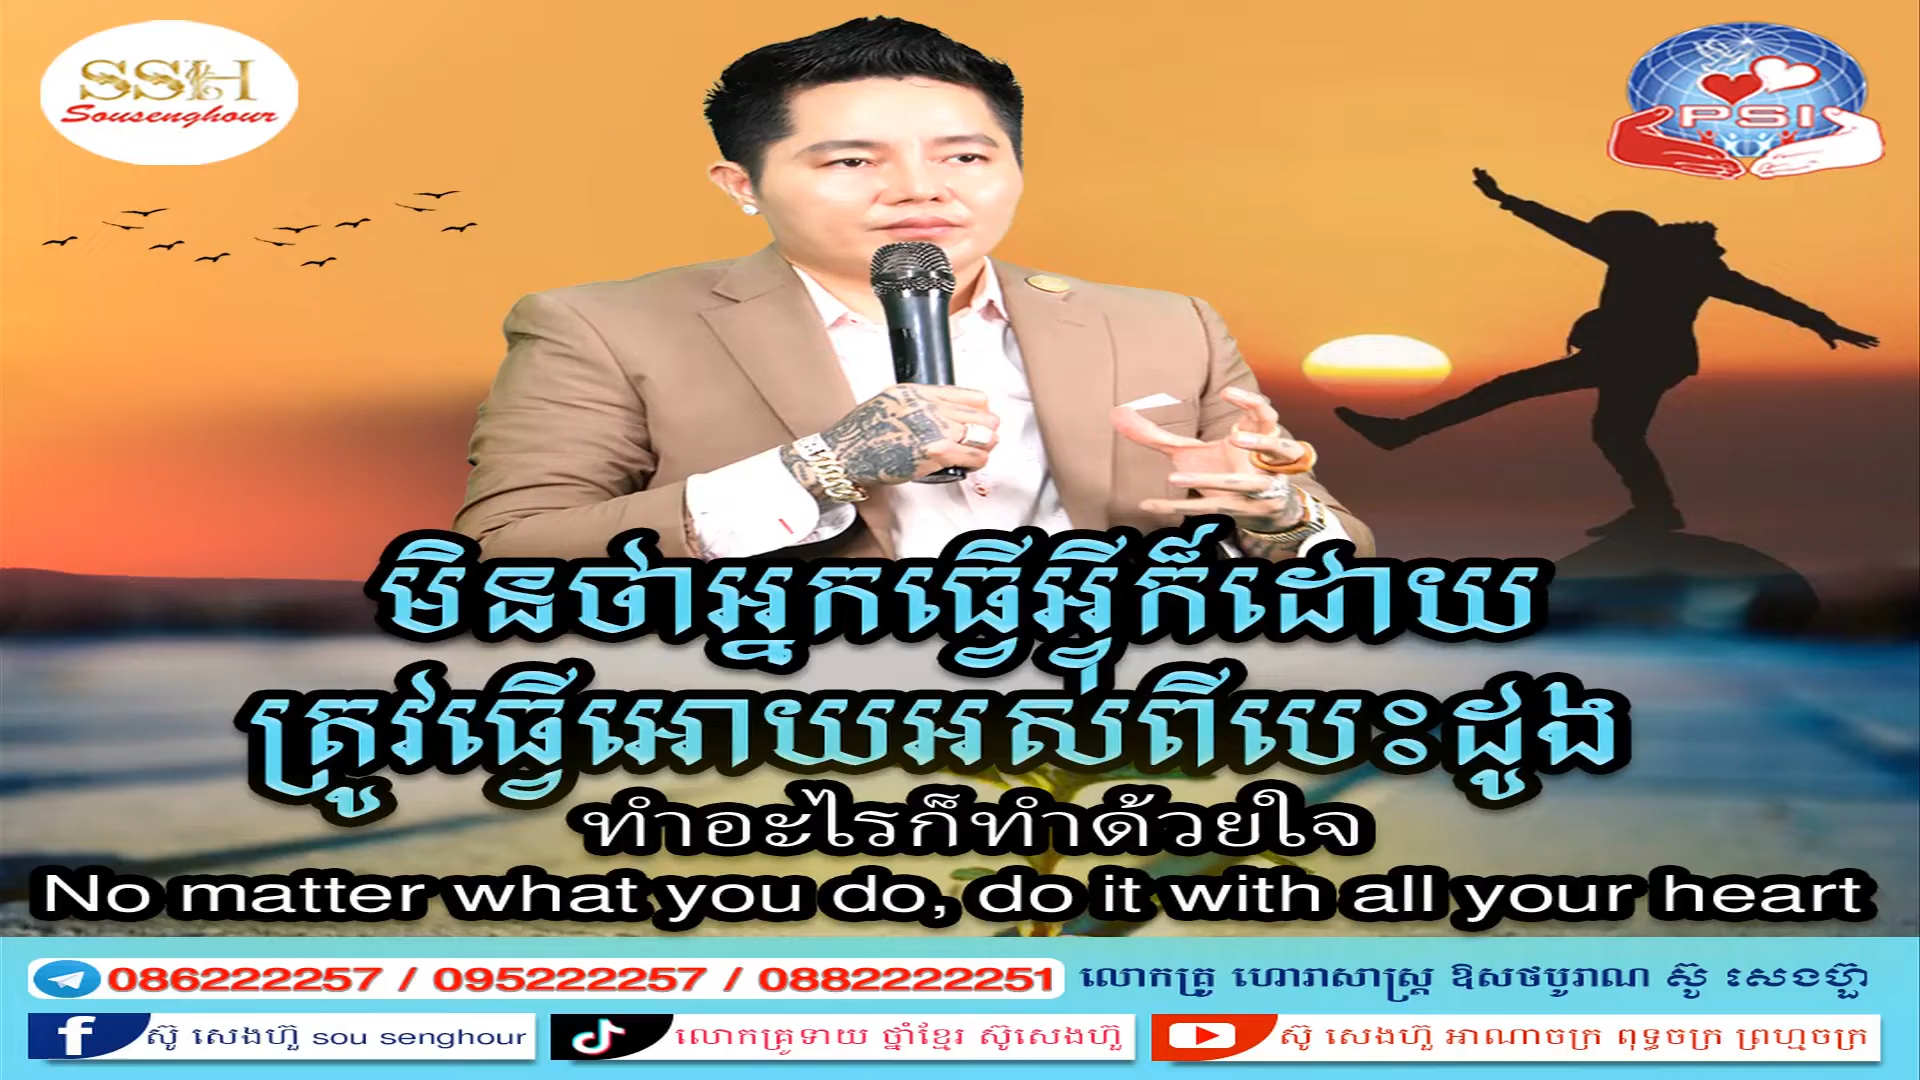 SSH
Sousenghour
PSI
មិនថាអ្នកធ្វើអ្វីក៏ដោយ
ត្រូវធ្វើអោយអស់ពីបេះដូង
ทำอะไรก็ทำด้วยใจ
No matter what you do, do it with all your heart
086222257 / 095222257 / 0882222251 លោកគ្រូ ហោរាសាស្ត្រ ឱសថបូរាណ ស៊ូ សេងហ៊ួ
ស៊ូ សេងហ៊ួ sou senghour
លោកគ្រូទាយ ថ្នាំខ្មែរ ស៊ូសេងហ៊ួ
ស៊ូ សេងហ៊ួ អាណាចក្រ ពុទ្ធចក្រ ព្រហ្មចក្រ